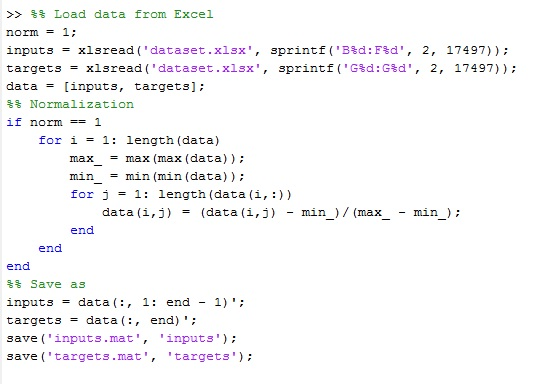 >> %% Load data from Excel
norm = 1;
inputs = xlsread('dataset.xlsx', sprintf('B%d:F%d', 2, 17497));
targets = xlsread('dataset.xlsx', sprintf('G%d:G%d', 2, 17497));
data = [inputs, targets];
%% Normalization
if norm == 1
    for i = 1: length(data)
        max_ = max(max(data));
        min_ = min(min(data));
        for j = 1: length(data(i,:))
            data(i,j) = (data(i,j) - min_)/(max_ - min_);
        end
    end
end
%% Save as
inputs = data(:, 1: end - 1)';
targets = data(:, end)';
save('inputs.mat', 'inputs');
save('targets.mat', 'targets');